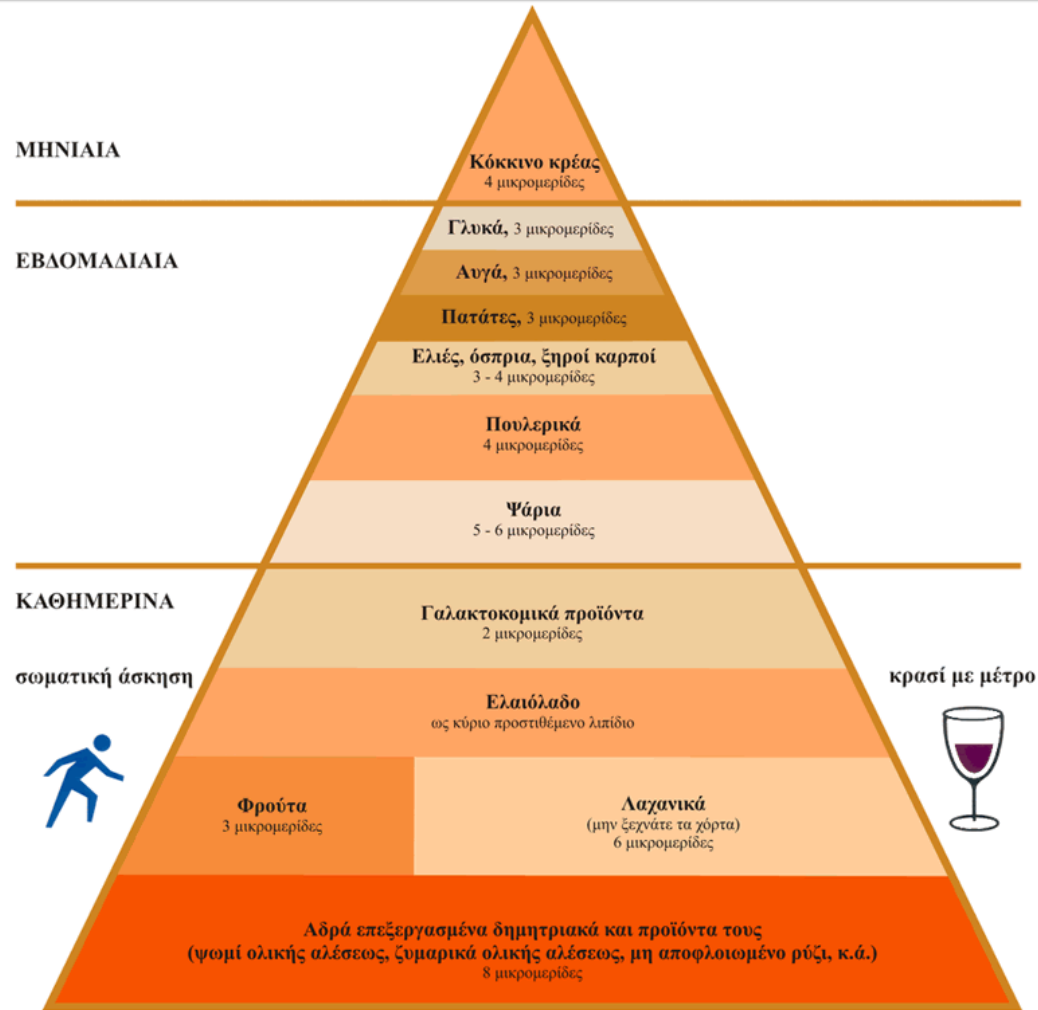 ΜΗΝΙΑΙΑ
Κόκκινο κρέας
4 μικρομερίδες
ΕΒΔΟΜΑΔΙΑΙΑ
Γλυκά, 3 μικρομερίδες
Αυγά, 3 μικρομερίδες
Πατάτες, 3 μικρομερίδες
Ελιές, όσπρια, ξηροί καρποί
3 - 4 μικρομερίδες
Πουλερικά
4 μικρομερίδες
Ψάρια
5 - 6 μικρομερίδες
ΚΑΘΗΜΕΡΙΝΑ
Γαλακτοκομικά προϊόντα
2 μικρομερίδες
σωματική άσκηση
κρασί με μέτρο
Ελαιόλαδο
ως κύριο προστιθέμενο λιπίδιο
Φρούτα
3 μικρομερίδες
Λαχανικά
(μην ξεχνάτε τα χόρτα)
6 μικρομερίδες
Αδρά επεξεργασμένα δημητριακά και προϊόντα τους
(ψωμί ολικής αλέσεως, ζυμαρικά ολικής αλέσεως, μη αποφλοιωμένο ρύζι, κ.ά.)
8 μικρομερίδες